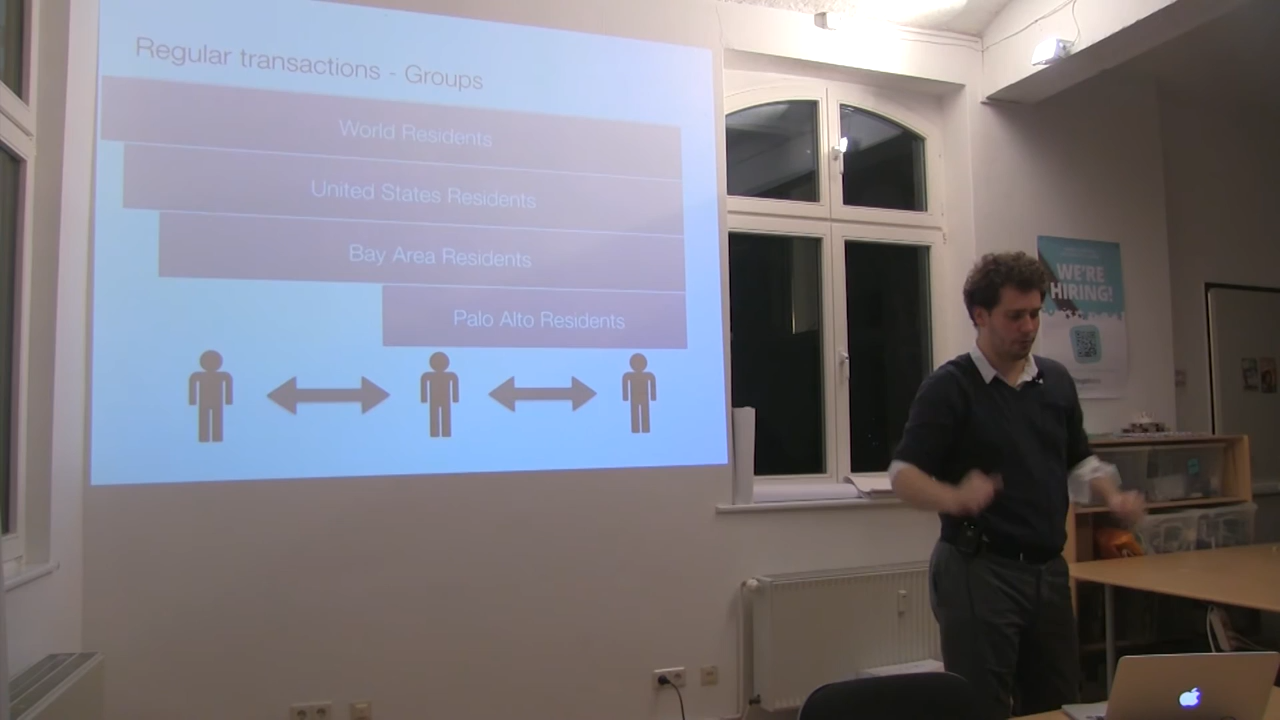 Regular transactions - Groups
World Residents
United States Residents
Bay Area Residents
Palo Alto Residents
WE'RE
HIRING!